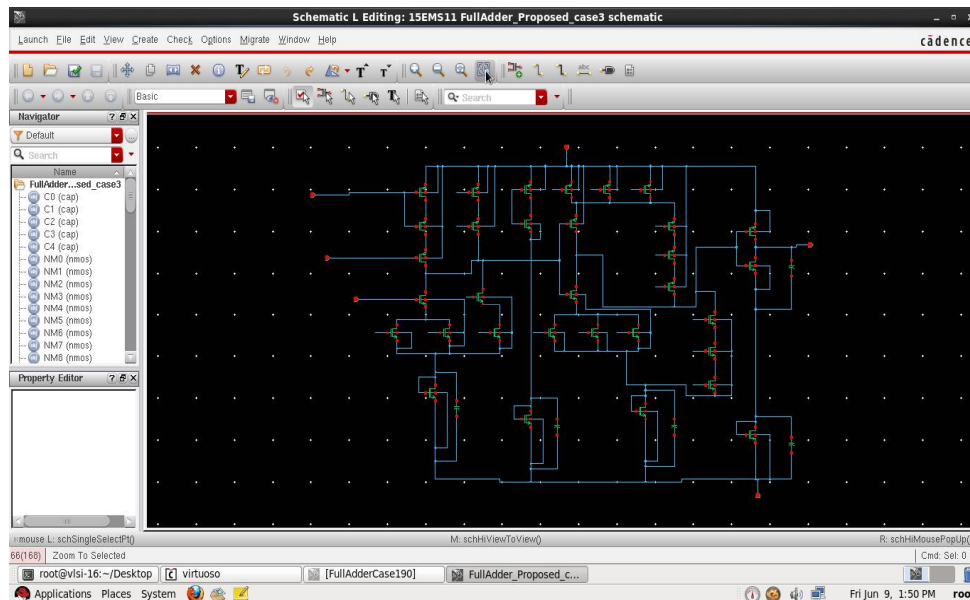 Schematic L Editing: 15EMS11 FullAdder_Proposed_case3 schematic
Launch File Edit View Create Check Options Migrate Window Help
cādence
Basic
Search
Navigator
Default
Search
Name
FullAdder...sed_case3
C0 (cap)
C1 (cap)
C2 (cap)
C3 (cap)
C4 (cap)
NM0 (nmos)
NM1 (nmos)
NM2 (nmos)
NM3 (nmos)
NM4 (nmos)
NM5 (nmos)
NM6 (nmos)
NM7 (nmos)
NM8 (nmos)
Property Editor
mouse L: schSingleSelectPt() M: schHiViewToView() R: schHiMousePopUp(
66(168) Zoom To Selected Cmd: Sel: 0
root@vlsi-16:~/Desktop virtuoso [FullAdderCase190] FullAdder_Proposed_c...
Applications Places System Fri Jun 9, 1:50 PM roo